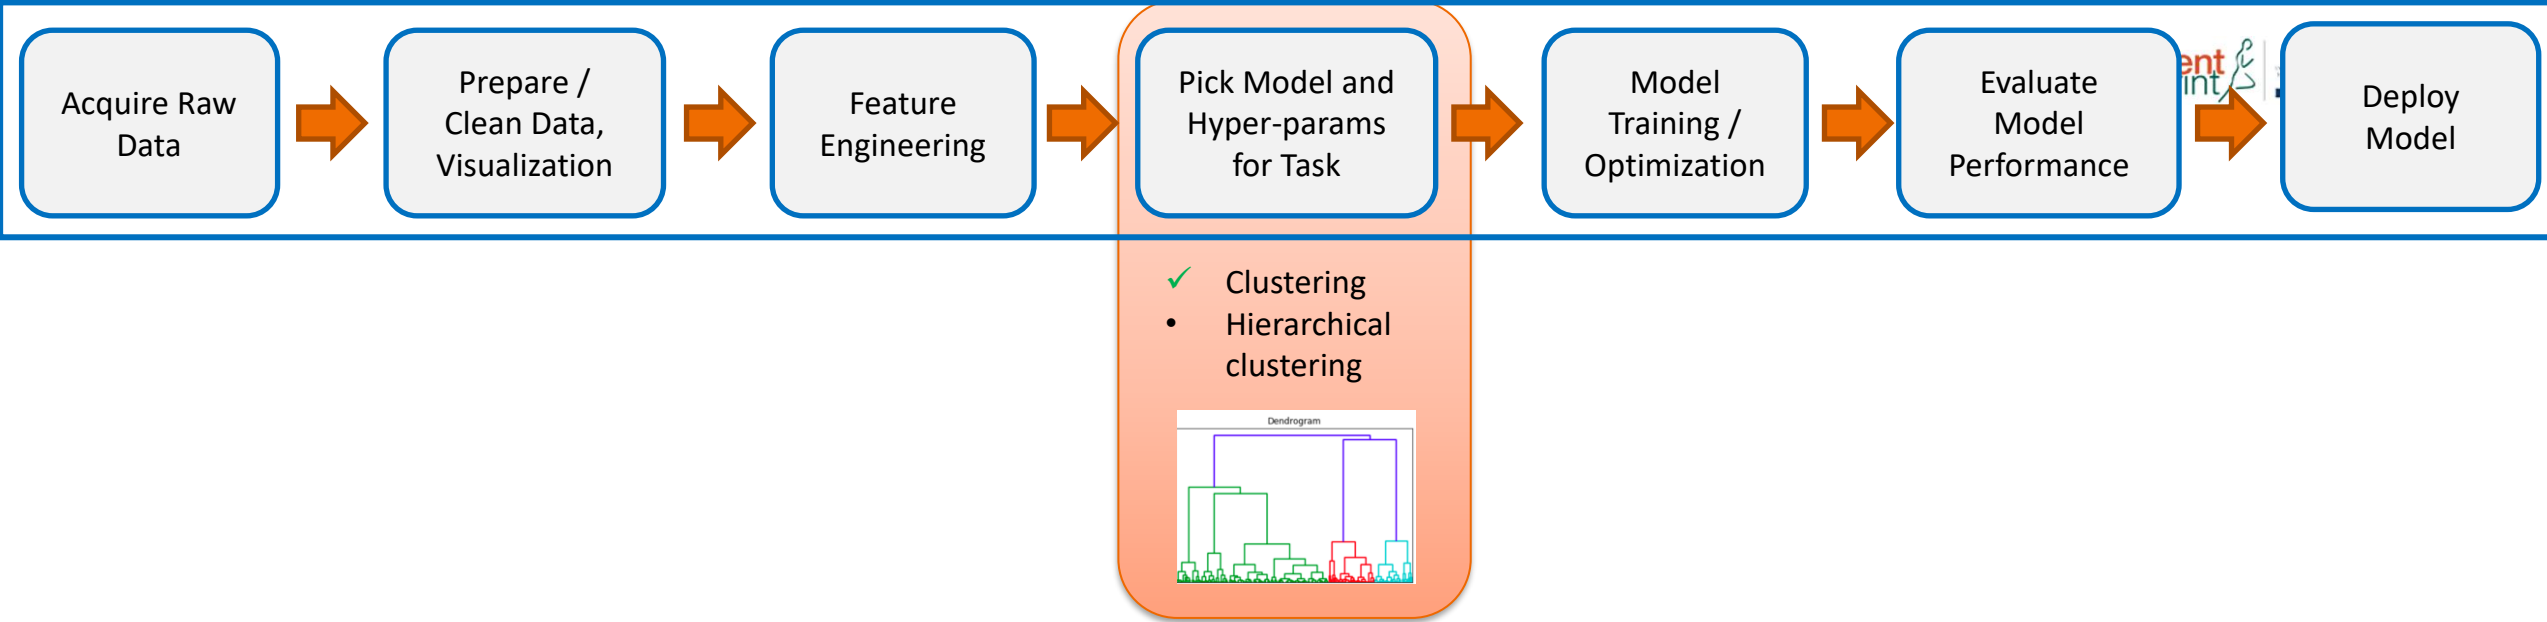 Acquire Raw
Data
Prepare /
Clean Data,
Visualization
Feature
Engineering
Pick Model and
Hyper-params
for Task
Model
Training /
Optimization
Evaluate
Model
Performance
Deploy
Model
✓ Clustering
• Hierarchical
clustering
Dendrogram